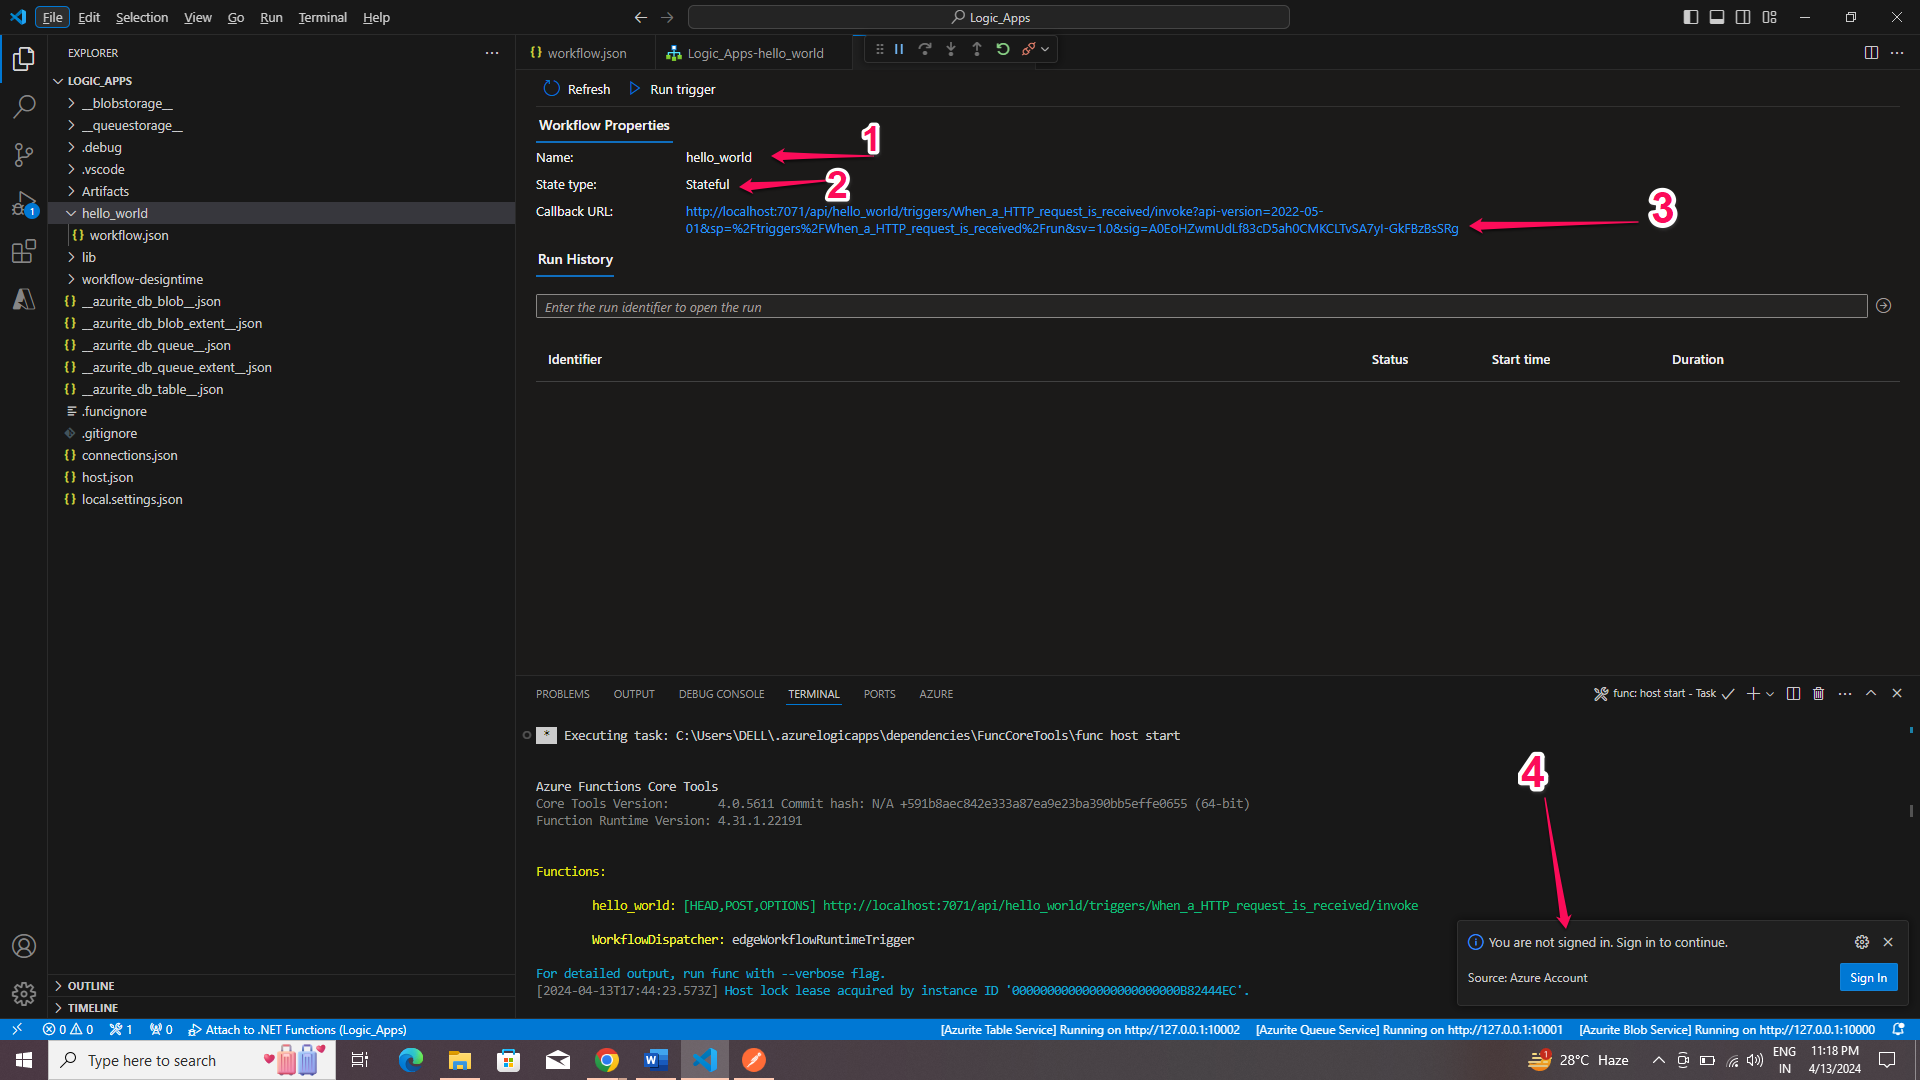 File Edit Selection View Go Run Terminal Help
Logic_Apps
EXPLORER
LOGIC_APPS
__blobstorage__
__queuestorage__
.debug
.vscode
Artifacts
hello_world
{} workflow.json
lib
workflow-designtime
{} __azurite_db_blob__.json
{} __azurite_db_blob_extent__.json
{} __azurite_db_queue__.json
{} __azurite_db_queue_extent__.json
{} __azurite_db_table__.json
.funcignore
.gitignore
{} connections.json
{} host.json
{} local.settings.json
OUTLINE
TIMELINE
{} workflow.json Logic_Apps-hello_world
Refresh Run trigger
Workflow Properties
1
Name: hello_world
State type: Stateful
2
Callback URL: http://localhost:7071/api/hello_world/triggers/When_a_HTTP_request_is_received/invoke?api-version=2022-05-
01&sp=%2Ftriggers%2FWhen_a_HTTP_request_is_received%2Frun&sv=1.0&sig=A0EoHZwmUdLf83cD5ah0CMKCLTvSA7yI-GkFBzBsSRg
3
Run History
Enter the run identifier to open the run
Identifier Status Start time Duration
PROBLEMS OUTPUT DEBUG CONSOLE TERMINAL PORTS AZURE
func: host start - Task
* Executing task: C:\Users\DELL\.azurelogicapps\dependencies\FuncCoreTools\func host start
Azure Functions Core Tools
Core Tools Version: 4.0.5611 Commit hash: N/A +591b8aec842e333a87ea9e23ba390bb5effe0655 (64-bit)
Function Runtime Version: 4.31.1.22191
Functions:
hello_world: [HEAD,POST,OPTIONS] http://localhost:7071/api/hello_world/triggers/When_a_HTTP_request_is_received/invoke
WorkflowDispatcher: edgeWorkflowRuntimeTrigger
For detailed output, run func with --verbose flag.
[2024-04-13T17:44:23.573Z] Host lock lease acquired by instance ID '000000000000000000000000B82444EC'.
4
You are not signed in. Sign in to continue.
Source: Azure Account
Sign In
1
0 0 1 0 Attach to .NET Functions (Logic_Apps)
[Azurite Table Service] Running on http://127.0.0.1:10002 [Azurite Queue Service] Running on http://127.0.0.1:10001 [Azurite Blob Service] Running on http://127.0.0.1:10000
Type here to search
1
28°C Haze
ENG
IN
11:18 PM
4/13/2024